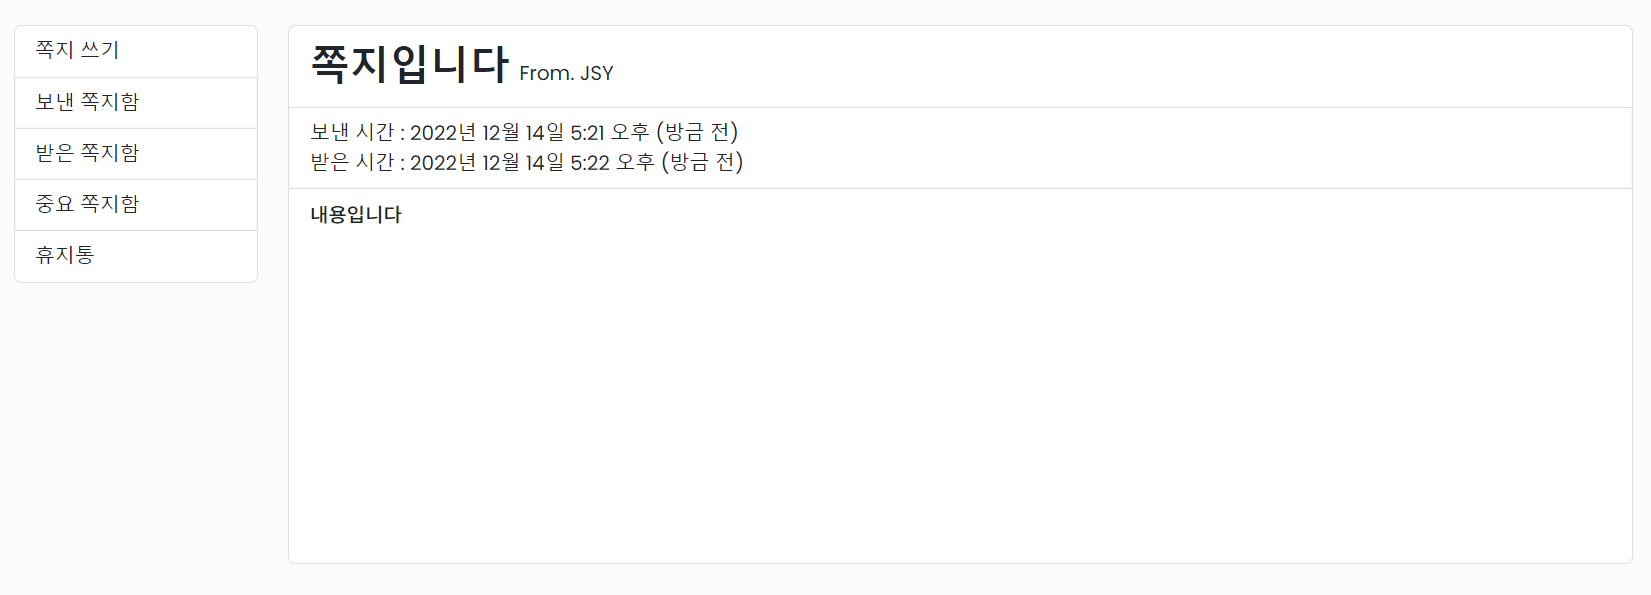 쪽지 쓰기
보낸 쪽지함
받은 쪽지함
중요 쪽지함
휴지통
쪽지입니다 From. JSY
보낸 시간 : 2022년 12월 14일 5:21 오후 (방금 전)
받은 시간 : 2022년 12월 14일 5:22 오후 (방금 전)
내용입니다